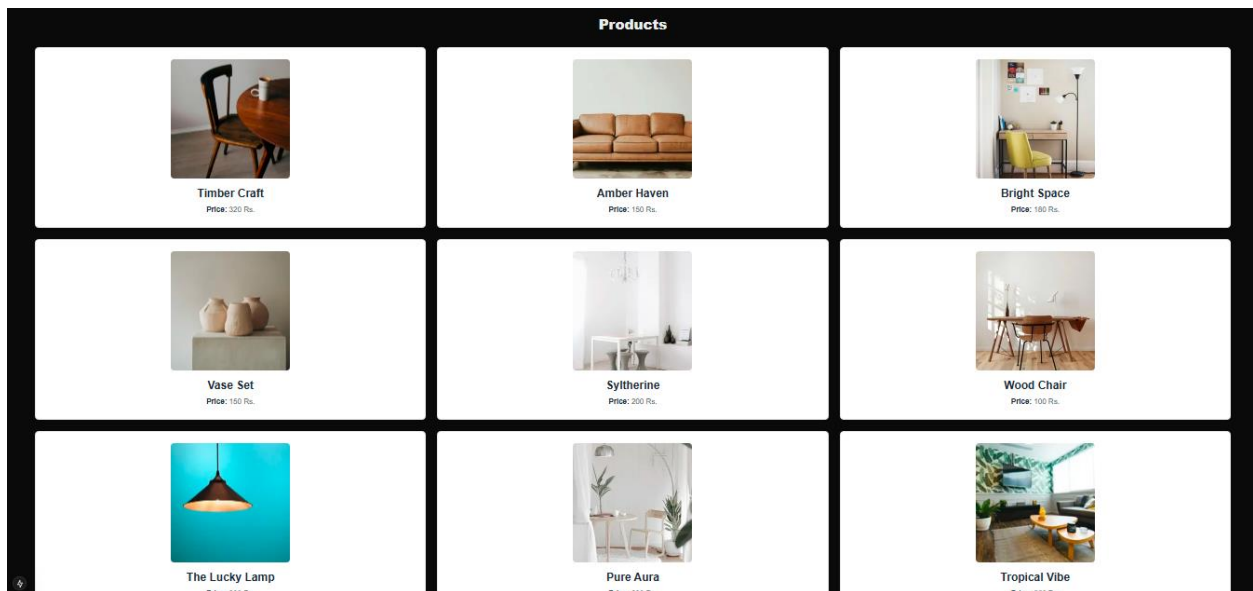 Products
Timber Craft
Price: 320 Rs.
Amber Haven
Price: 150 Rs.
Bright Space
Price: 180 Rs.
Vase Set
Price: 150 Rs.
Syltherine
Price: 200 Rs.
Wood Chair
Price: 100 Rs.
The Lucky Lamp
Pure Aura
Tropical Vibe